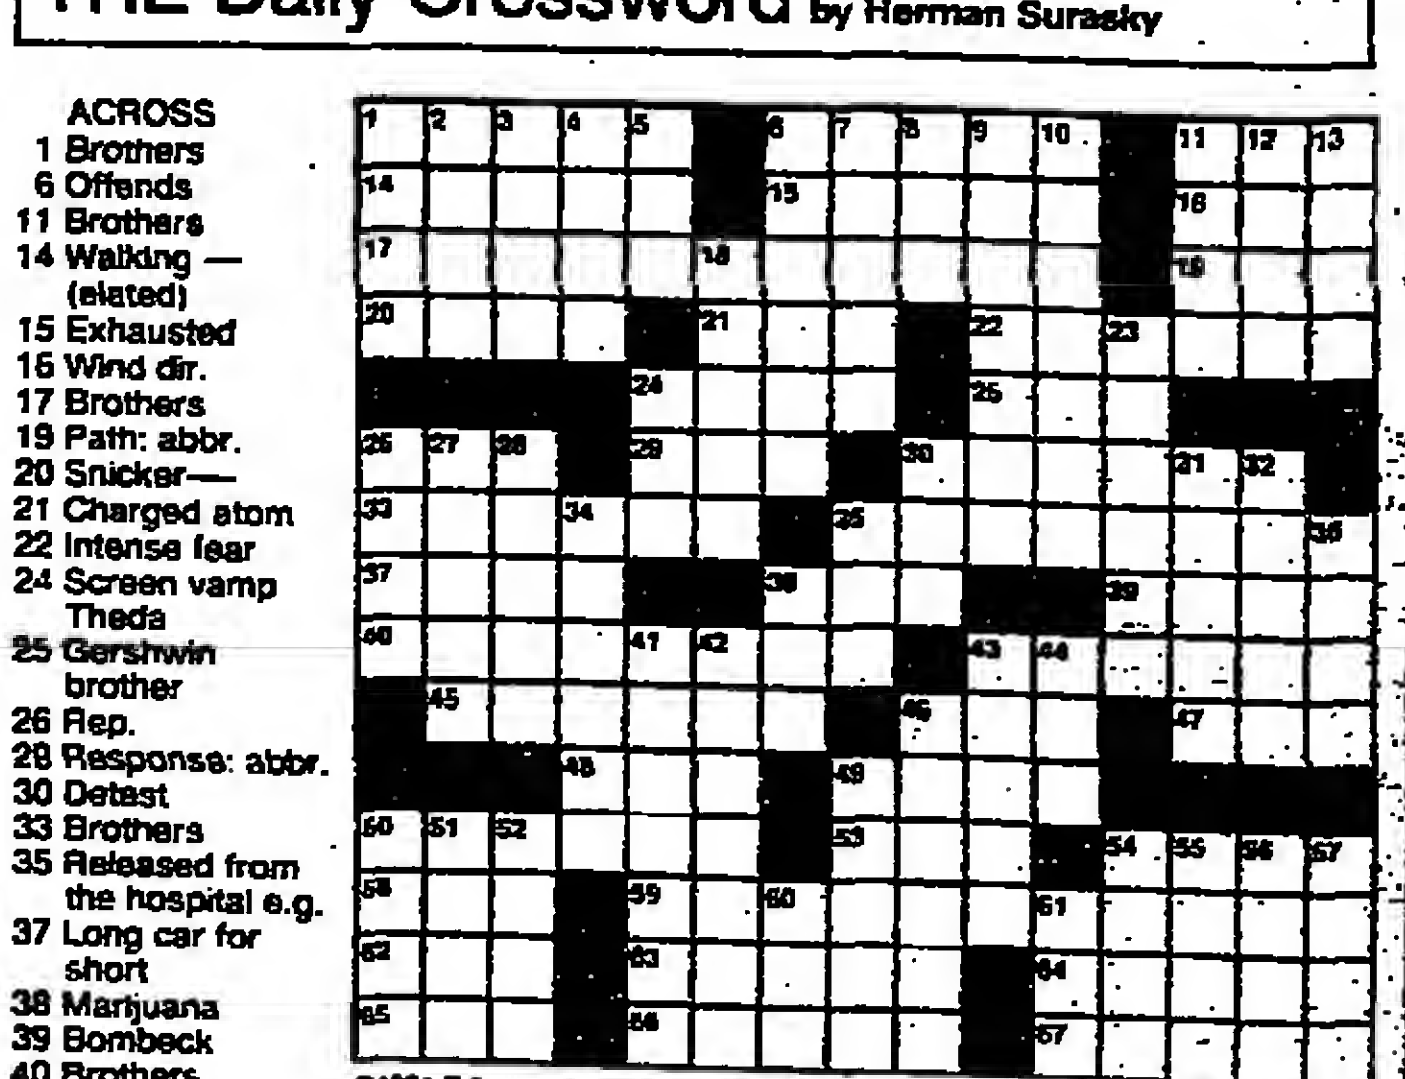 THE Daily Crossword by Herman Surasky
ACROSS
1 Brothers
6 Offends
11 Brothers
14 Walking —
(elated)
15 Exhausted
16 Wind dir.
17 Brothers
19 Path: abbr.
20 Snicker—
21 Charged atom
22 Intense fear
24 Screen vamp
Theda
25 Gershwin
brother
26 Rep.
29 Response: abbr.
30 Detest
33 Brothers
35 Released from
the hospital e.g.
37 Long car for
short
38 Marijuana
39 Bombeck
40 Brothers
1 2 3 4 5 6 7 8 9 10 11 12 13
14 15 16
17 18 19
20 21 22 23
24 25
26 27 28 29 30 31 32
33 34 35 36
37 38 39
40 41 42 43 44
45 46 47
48 49
50 51 52 53 54 55 56 57
58 59 60 61
62 63 64
65 66 67